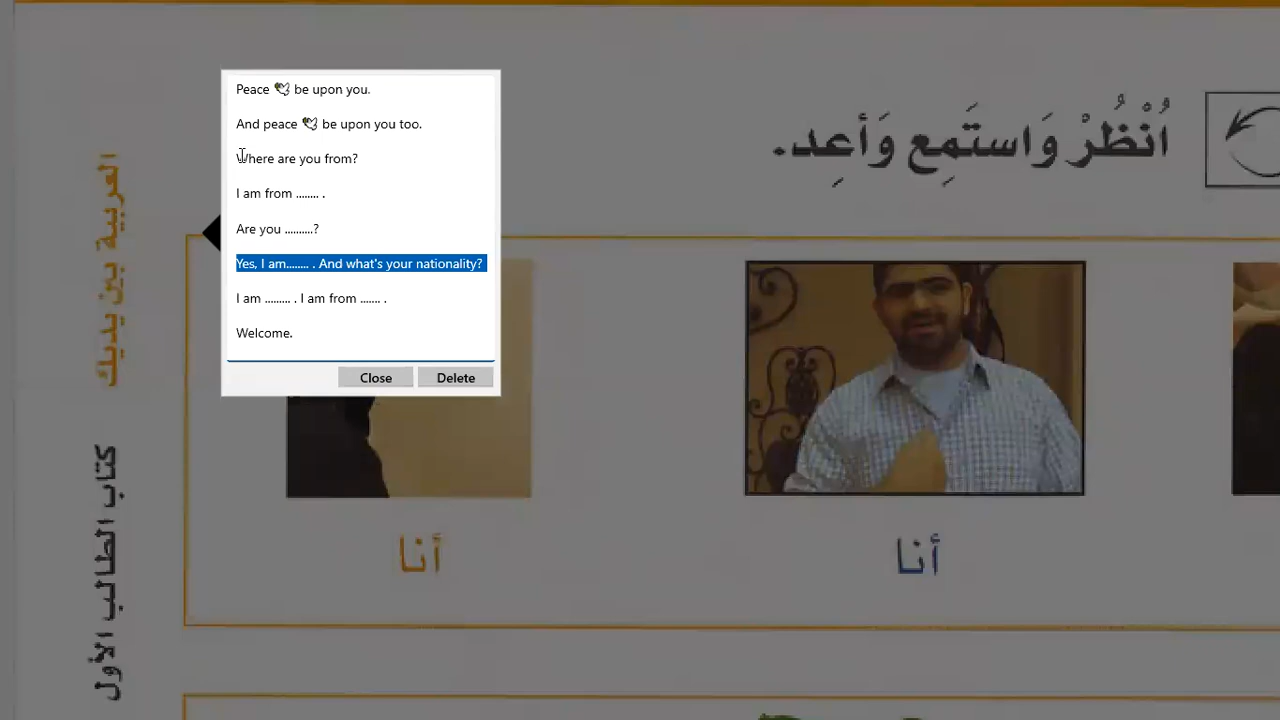 Peace 🕊 be upon you.
And peace 🕊 be upon you too.
Where are you from?
I am from ........ .
Are you ..........?
Yes, I am........ . And what's your nationality?
I am ......... . I am from ....... .
Welcome.
Close
Delete
اُنْظُرْ وَاستَمِع وَأعِد.
أنا
أنا
العربية بين يديك
كتاب الطالب الأول